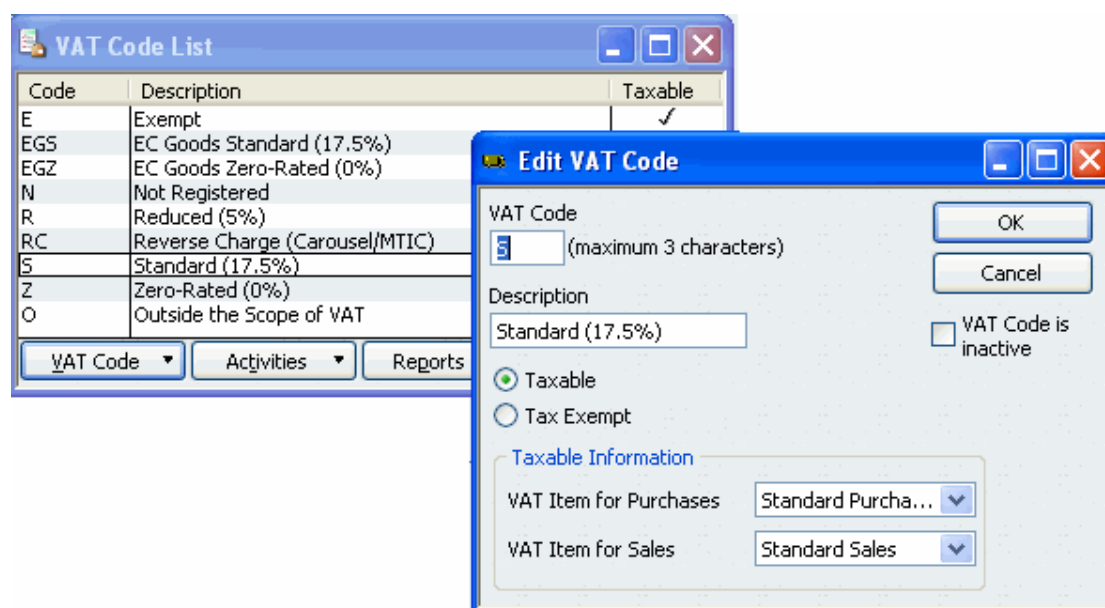 VAT Code List
Code Description Taxable
E Exempt ✓
EGS EC Goods Standard (17.5%)
EGZ EC Goods Zero-Rated (0%)
N Not Registered
R Reduced (5%)
RC Reverse Charge (Carousel/MTIC)
S Standard (17.5%)
Z Zero-Rated (0%)
O Outside the Scope of VAT
VAT Code Activities Reports
Edit VAT Code
VAT Code
S (maximum 3 characters)
Description
Standard (17.5%)
Taxable
Tax Exempt
Taxable Information
VAT Item for Purchases Standard Purcha...
VAT Item for Sales Standard Sales
OK
Cancel
VAT Code is
inactive